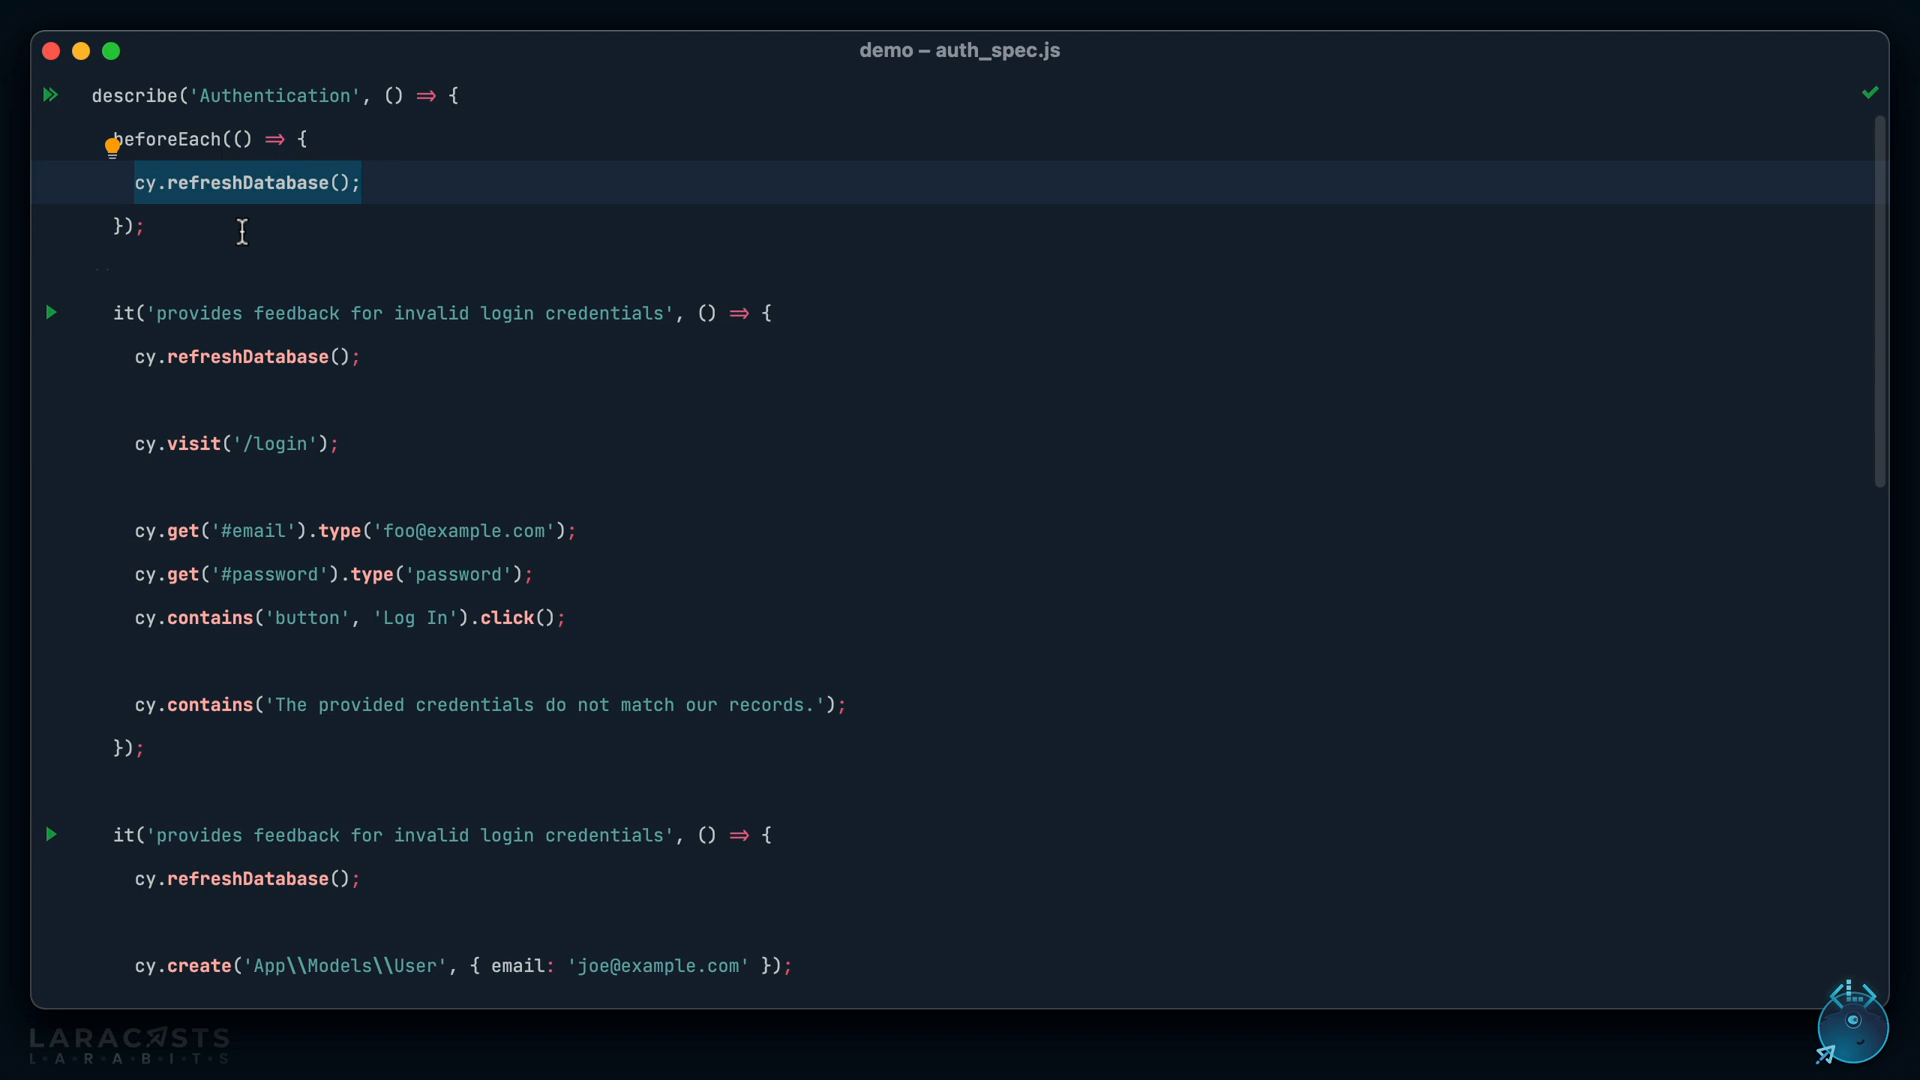 demo – auth_spec.js
describe('Authentication', () => {
beforeEach(() => {
cy.refreshDatabase();
});
it('provides feedback for invalid login credentials', () => {
cy.refreshDatabase();
cy.visit('/login');
cy.get('#email').type('foo@example.com');
cy.get('#password').type('password');
cy.contains('button', 'Log In').click();
cy.contains('The provided credentials do not match our records.');
});
it('provides feedback for invalid login credentials', () => {
cy.refreshDatabase();
cy.create('App\\Models\\User', { email: 'joe@example.com' });
LARACASTS
L·A·R·A·B·I·T·S